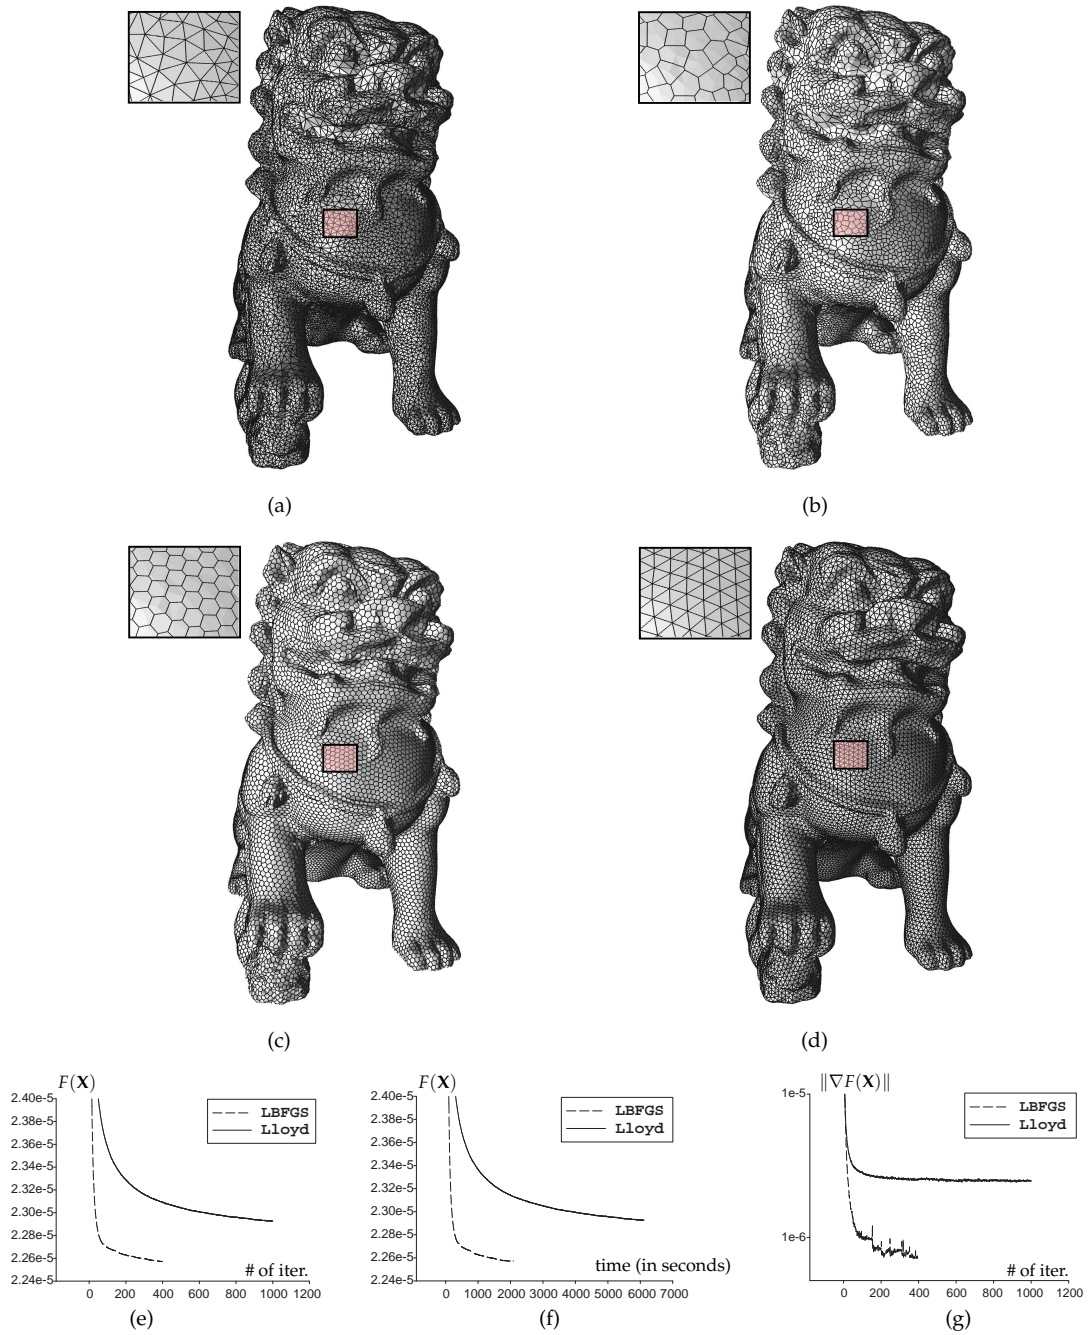 (a)
(b)
(c)
(d)
F(X)
2.40e-5
2.38e-5
2.36e-5
2.34e-5
2.32e-5
2.30e-5
2.28e-5
2.26e-5
2.24e-5
LBFGS
Lloyd
# of iter.
0 200 400 600 800 1000 1200
(e)
F(X)
2.40e-5
2.38e-5
2.36e-5
2.34e-5
2.32e-5
2.30e-5
2.28e-5
2.26e-5
2.24e-5
LBFGS
Lloyd
time (in seconds)
0 1000 2000 3000 4000 5000 6000 7000
(f)
‖∇F(X)‖
1e-5
1e-6
LBFGS
Lloyd
# of iter.
0 200 400 600 800 1000 1200
(g)